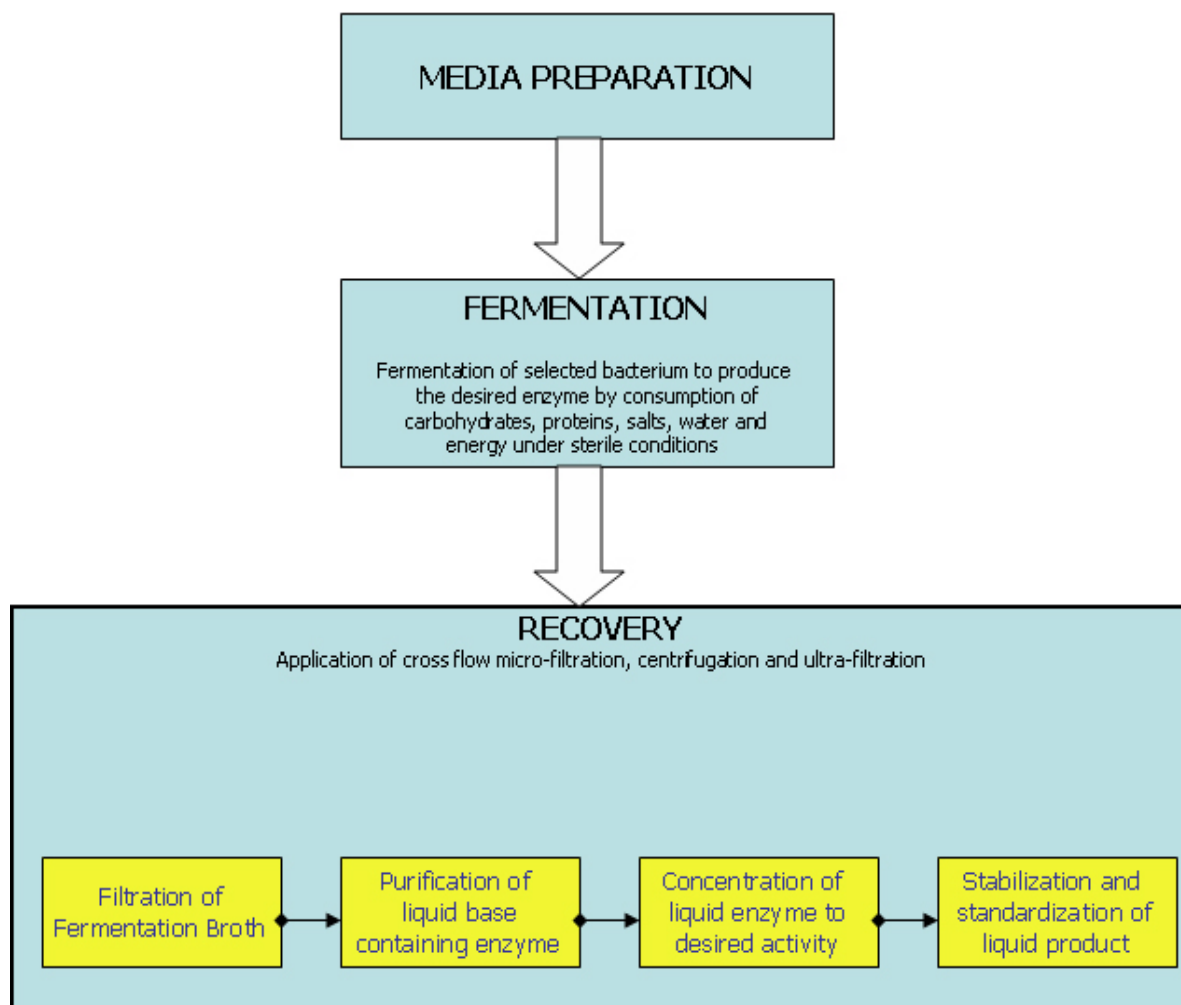 MEDIA PREPARATION
FERMENTATION
Fermentation of selected bacterium to produce
the desired enzyme by consumption of
carbohydrates, proteins, salts, water and
energy under sterile conditions
RECOVERY
Application of cross flow micro-filtration, centrifugation and ultra-filtration
Filtration of
Fermentation Broth
Purification of
liquid base
containing enzyme
Concentration of
liquid enzyme to
desired activity
Stabilization and
standardization of
liquid product